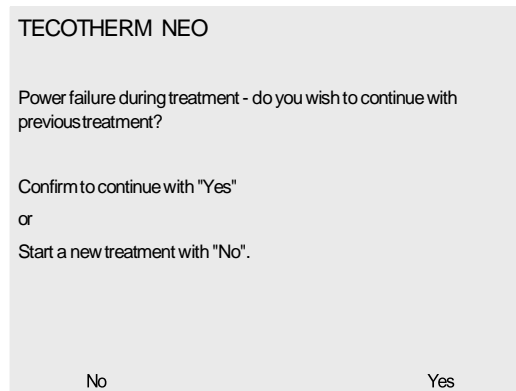 TECOTHERM NEO
Power failure during treatment - do you wish to continue with
previous treatment?
Confirm to continue with "Yes"
or
Start a new treatment with "No".
No Yes